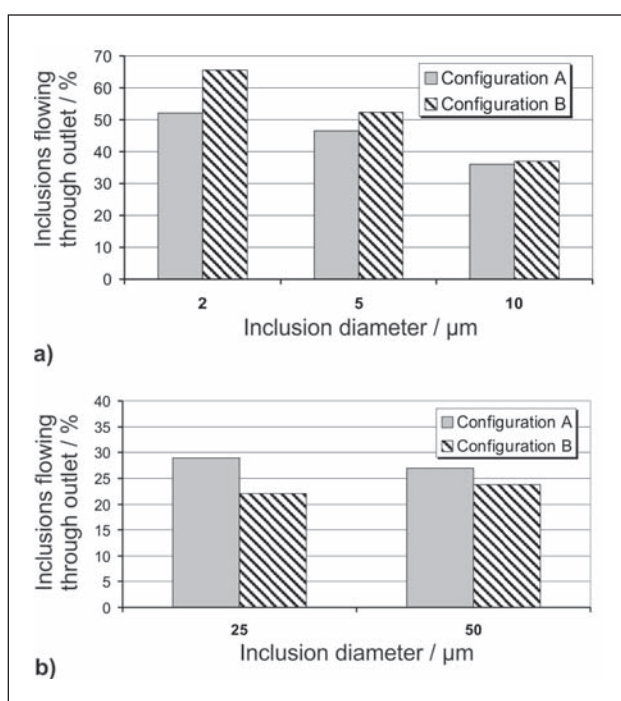 70
60
50
40
30
20
10
0
Inclusions flowing
through outlet / %
Configuration A
Configuration B
2 5 10
Inclusion diameter / µm
a)
40
35
30
25
20
15
10
5
0
Inclusions flowing
through outlet / %
Configuration A
Configuration B
25 50
Inclusion diameter / µm
b)